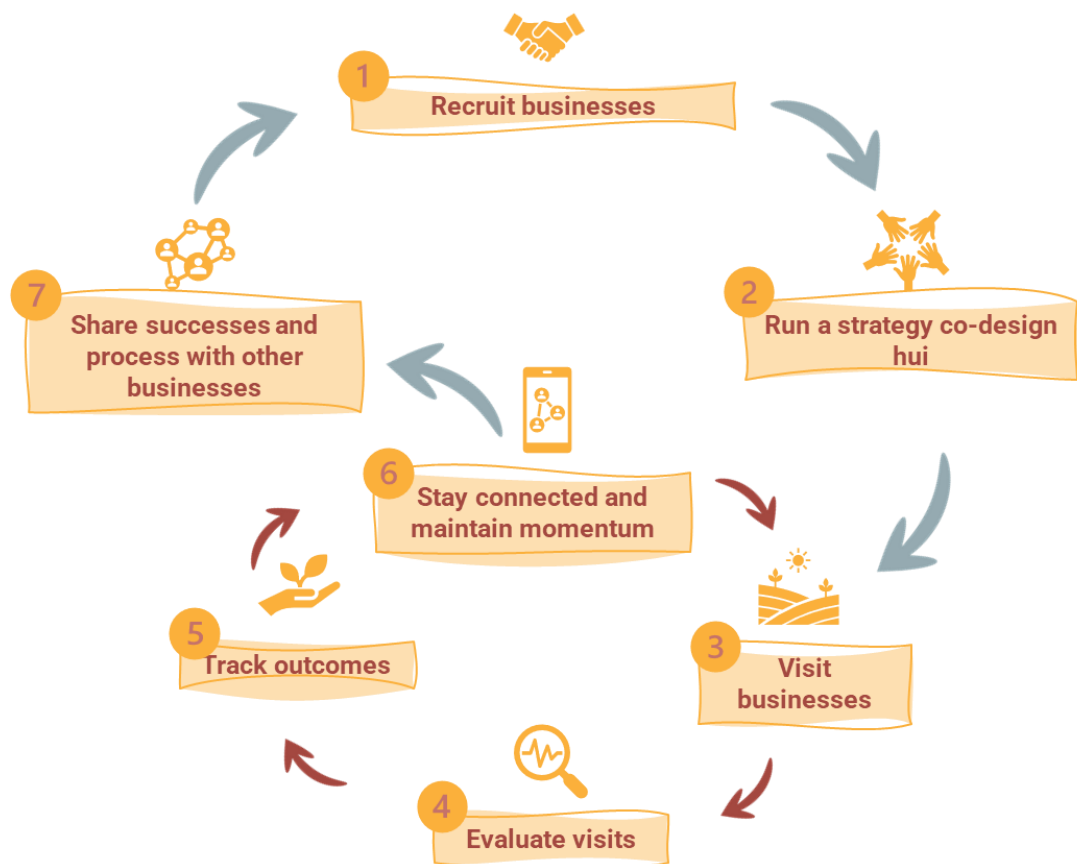 1
Recruit businesses
2
Run a strategy co-design
hui
3
Visit
businesses
4
Evaluate visits
5
Track outcomes
6
Stay connected and
maintain momentum
7
Share successes and
process with other
businesses